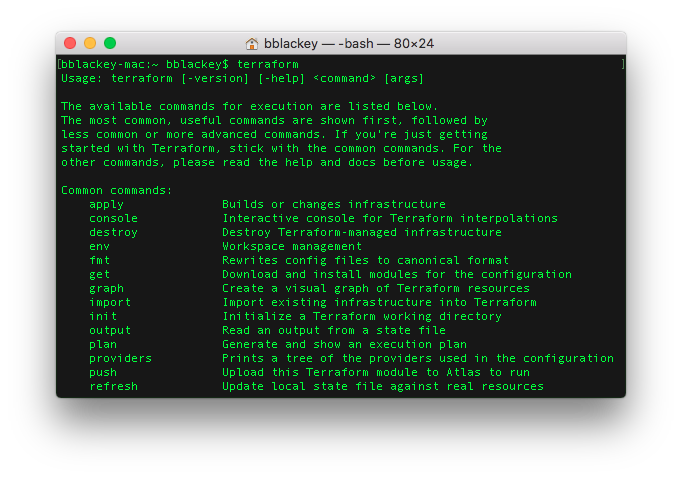 bblackey — -bash — 80×24
[bblackey-mac:~ bblackey$ terraform ]
Usage: terraform [-version] [-help] <command> [args]
The available commands for execution are listed below.
The most common, useful commands are shown first, followed by
less common or more advanced commands. If you're just getting
started with Terraform, stick with the common commands. For the
other commands, please read the help and docs before usage.
Common commands:
apply Builds or changes infrastructure
console Interactive console for Terraform interpolations
destroy Destroy Terraform-managed infrastructure
env Workspace management
fmt Rewrites config files to canonical format
get Download and install modules for the configuration
graph Create a visual graph of Terraform resources
import Import existing infrastructure into Terraform
init Initialize a Terraform working directory
output Read an output from a state file
plan Generate and show an execution plan
providers Prints a tree of the providers used in the configuration
push Upload this Terraform module to Atlas to run
refresh Update local state file against real resources